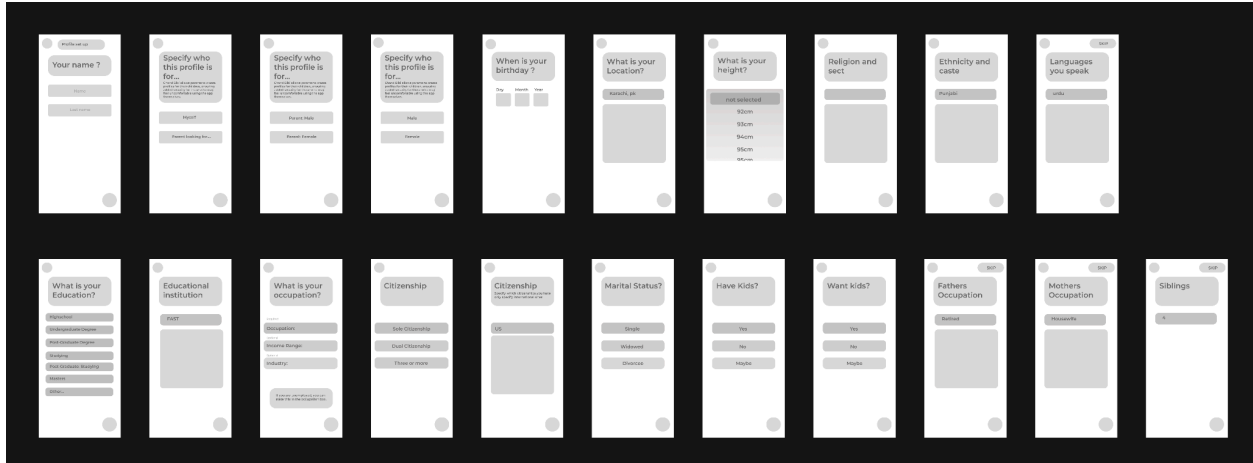 Profile set up
Your name ?
Name
Last name
Specify who
this profile is
for...
Myself
Parent looking for...
Specify who
this profile is
for...
Parent Male
Parent Female
Specify who
this profile is
for...
Male
Female
When is your
birthday ?
Day Month Year
What is your
Location?
Karachi, pk
What is your
height?
not selected
92cm
93cm
94cm
95cm
95cm
Religion and
sect
Ethnicity and
caste
Punjabi
SKIP
Languages
you speak
urdu
What is your
Education?
Highschool
Undergraduate Degree
Post Graduate Degree
Studying
Post Graduate Studying
Masters
Other...
Educational
institution
FAST
What is your
occupation?
Occupation:
Income Range:
Industry:
Citizenship
Sole Citizenship
Dual Citizenship
Three or more
Citizenship
US
Marital Status?
Single
Widowed
Divorcee
Have Kids?
Yes
No
Maybe
Want kids?
Yes
No
Maybe
SKIP
Fathers
Occupation
Retired
SKIP
Mothers
Occupation
Housewife
SKIP
Siblings